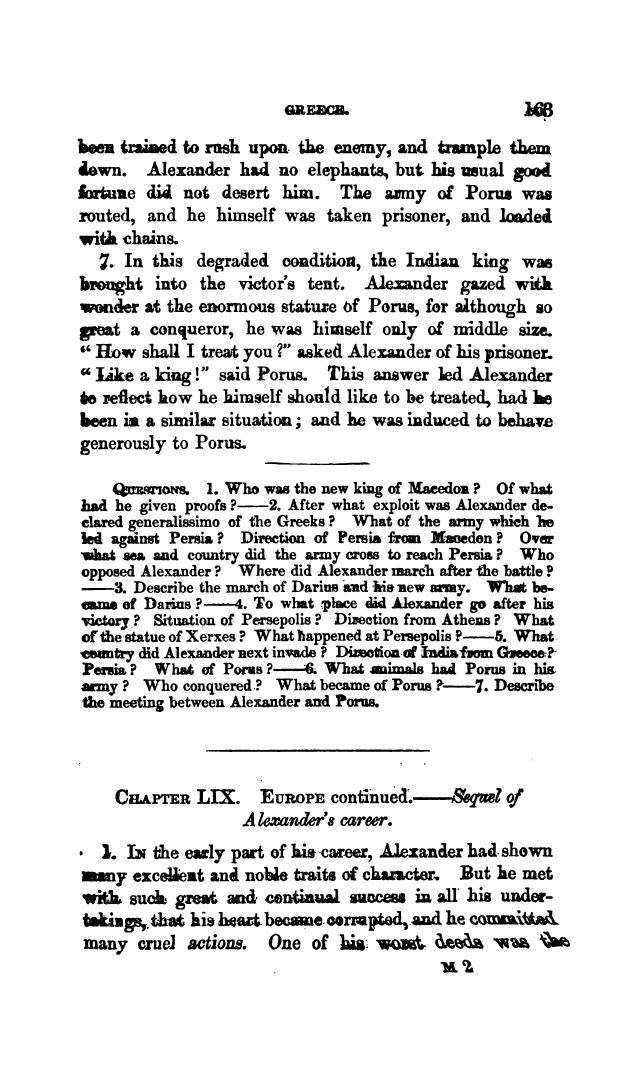 GREECE. 163
been trained to rush upon the enemy, and trample them
down. Alexander had no elephants, but his usual good
fortune did not desert him. The army of Porus was
routed, and he himself was taken prisoner, and loaded
with chains.
7. In this degraded condition, the Indian king was
brought into the victor's tent. Alexander gazed with
wonder at the enormous stature of Porus, for although so
great a conqueror, he was himself only of middle size.
“How shall I treat you?” asked Alexander of his prisoner.
“Like a king!” said Porus. This answer led Alexander
to reflect how he himself should like to be treated, had he
been in a similar situation; and he was induced to behave
generously to Porus.
QUESTIONS. 1. Who was the new king of Macedon? Of what
had he given proofs?——2. After what exploit was Alexander de-
clared generalissimo of the Greeks? What of the army which he
led against Persia? Direction of Persia from Macedon? Over
what sea and country did the army cross to reach Persia? Who
opposed Alexander? Where did Alexander march after the battle?
——3. Describe the march of Darius and his new army. What be-
came of Darius?——4. To what place did Alexander go after his
victory? Situation of Persepolis? Direction from Athens? What
of the statue of Xerxes? What happened at Persepolis?——5. What
country did Alexander next invade? Direction of India from Greece?
Persia? What of Porus?——6. What animals had Porus in his
army? Who conquered? What became of Porus?——7. Describe
the meeting between Alexander and Porus.
CHAPTER LIX. EUROPE continued.——Sequel of
Alexander's career.
1. IN the early part of his career, Alexander had shown
many excellent and noble traits of character. But he met
with such great and continual success in all his under-
takings, that his heart became corrupted, and he committed
many cruel actions. One of his worst deeds was the
M 2